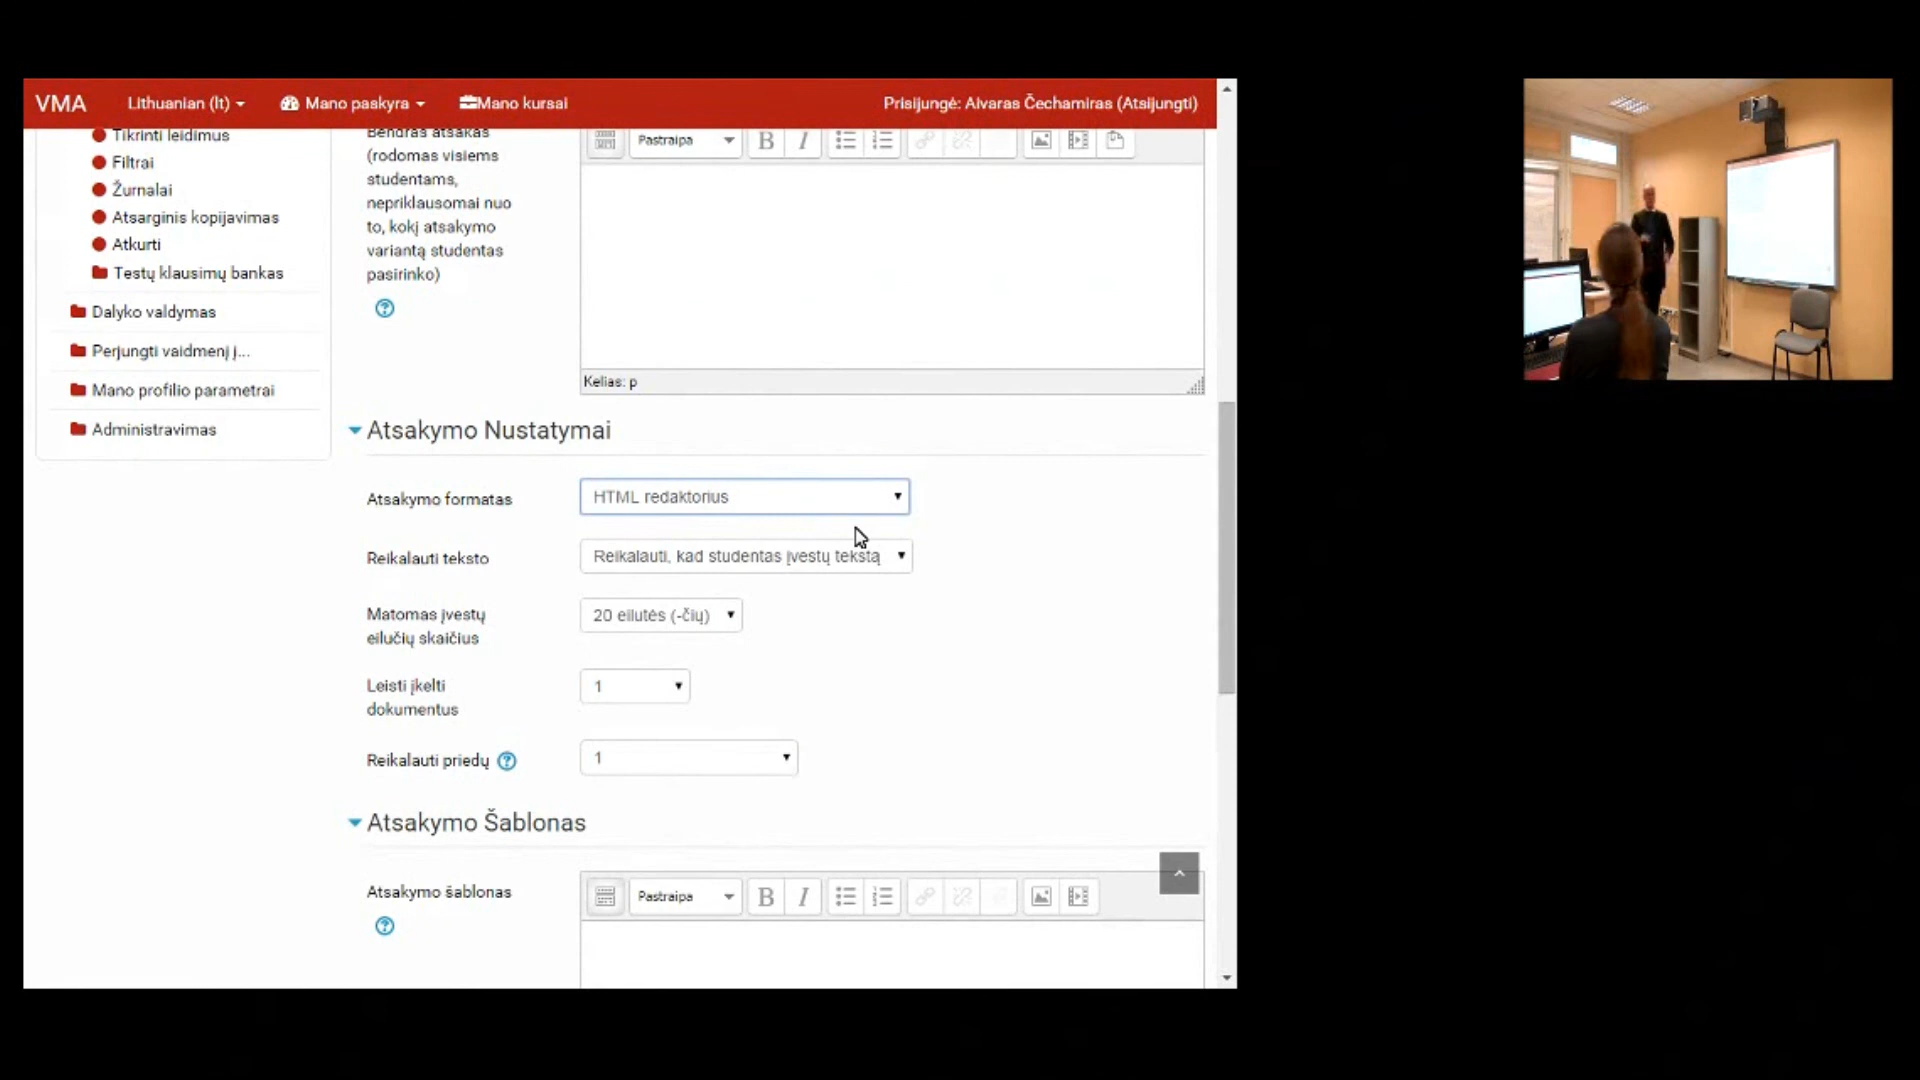 VMA Lithuanian (lt) Mano paskyra Mano kursai Prisijungė: Aivaras Čechamiras (Atsijungti)
Tikrinti leidimus
Filtrai
Žurnalai
Atsarginis kopijavimas
Atkurti
Testų klausimų bankas
Dalyko valdymas
Perjungti vaidmenį į...
Mano profilio parametrai
Administravimas
Bendras atsakas
(rodomas visiems
studentams,
nepriklausomai nuo
to, kokį atsakymo
variantą studentas
pasirinko)
Pastraipa B I
Kelias: p
Atsakymo Nustatymai
Atsakymo formatas HTML redaktorius
Reikalauti teksto Reikalauti, kad studentas įvestų tekstą
Matomas įvestų
eilučių skaičius
20 eilutės (-čių)
Leisti įkelti
dokumentus
1
Reikalauti priedų 1
Atsakymo Šablonas
Atsakymo šablonas
Pastraipa B I